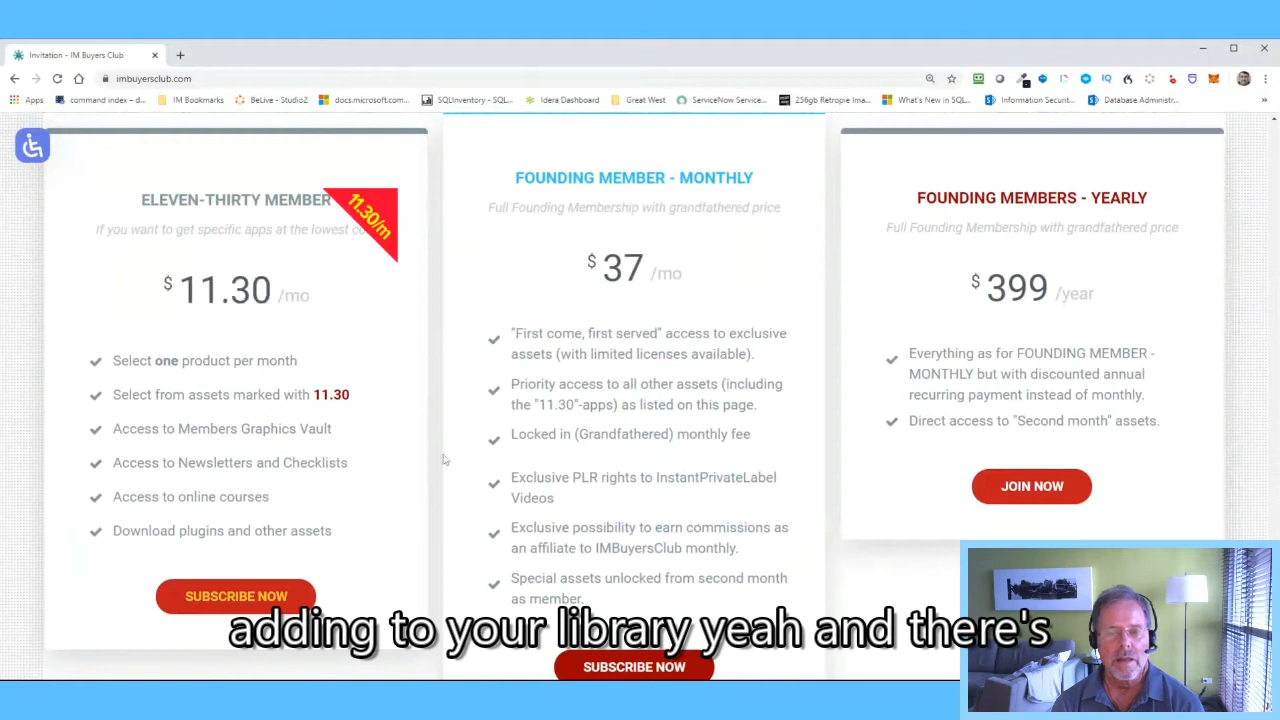 Invitation - IM Buyers Club
imbuyersclub.com
Apps
command index – d...
IM Bookmarks
BeLive - Studio2
docs.microsoft.com...
SQLInventory - SQL...
Idera Dashboard
Great West
ServiceNow Service...
256gb Retropie Ima...
What's New in SQL...
Information Securit...
Database Administr...
ELEVEN-THIRTY MEMBER
11.30/m
If you want to get specific apps at the lowest co
$ 11.30 /mo
Select one product per month
Select from assets marked with 11.30
Access to Members Graphics Vault
Access to Newsletters and Checklists
Access to online courses
Download plugins and other assets
SUBSCRIBE NOW
FOUNDING MEMBER - MONTHLY
Full Founding Membership with grandfathered price
$ 37 /mo
"First come, first served" access to exclusive
assets (with limited licenses available).
Priority access to all other assets (including
the "11.30"-apps) as listed on this page.
Locked in (Grandfathered) monthly fee
Exclusive PLR rights to InstantPrivateLabel
Videos
Exclusive possibility to earn commissions as
an affiliate to IMBuyersClub monthly.
Special assets unlocked from second month
as member.
SUBSCRIBE NOW
FOUNDING MEMBERS - YEARLY
Full Founding Membership with grandfathered price
$ 399 /year
Everything as for FOUNDING MEMBER -
MONTHLY but with discounted annual
recurring payment instead of monthly.
Direct access to "Second month" assets.
JOIN NOW
adding to your library yeah and there's